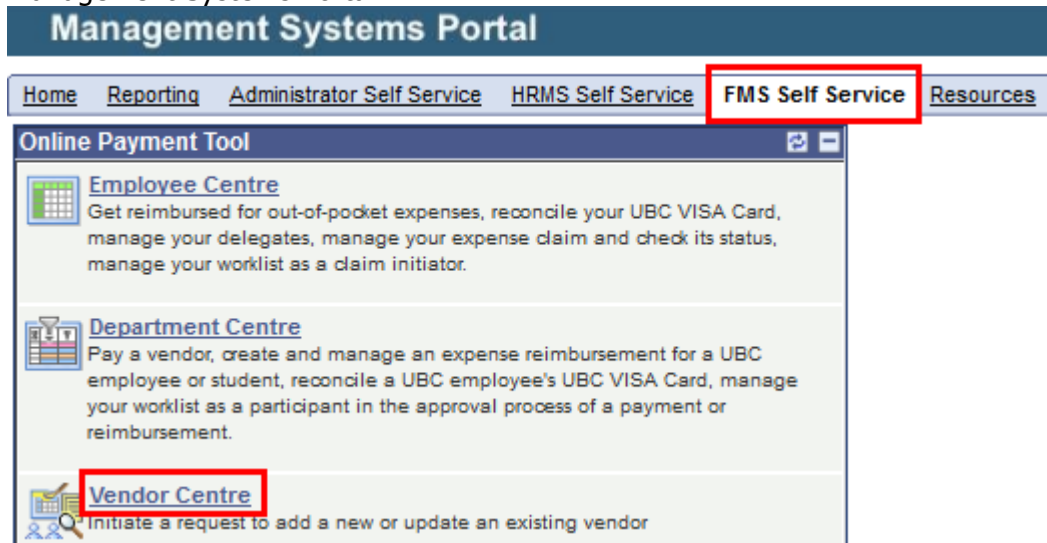 Management Systems Portal
Home Reporting Administrator Self Service HRMS Self Service FMS Self Service Resources
Online Payment Tool
Employee Centre
Get reimbursed for out-of-pocket expenses, reconcile your UBC VISA Card,
manage your delegates, manage your expense claim and check its status,
manage your worklist as a claim initiator.
Department Centre
Pay a vendor, create and manage an expense reimbursement for a UBC
employee or student, reconcile a UBC employee's UBC VISA Card, manage
your worklist as a participant in the approval process of a payment or
reimbursement.
Vendor Centre
Initiate a request to add a new or update an existing vendor